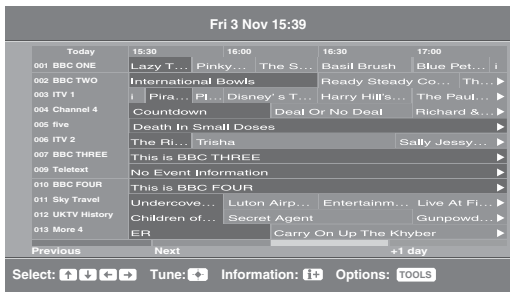 Fri 3 Nov 15:39
Today 15:30 16:00 16:30 17:00
001 BBC ONE Lazy T... Pinky... The S... Basil Brush Blue Pet... i
002 BBC TWO International Bowls Ready Steady Co... Th...
003 ITV 1 i Pira... Pl... Disney's T... Harry Hill's... The Paul...
004 Channel 4 Countdown Deal Or No Deal Richard &...
005 five Death In Small Doses
006 ITV 2 The Ri... Trisha Sally Jessy...
007 BBC THREE This is BBC THREE
009 Teletext No Event Information
010 BBC FOUR This is BBC FOUR
011 Sky Travel Undercove... Luton Airp... Entertainm... Live At Fi...
012 UKTV History Children of... Secret Agent Gunpowd...
013 More 4 ER Carry On Up The Khyber
Previous Next +1 day
Select: ↑ ↓ ← → Tune: Information: i+ Options: TOOLS